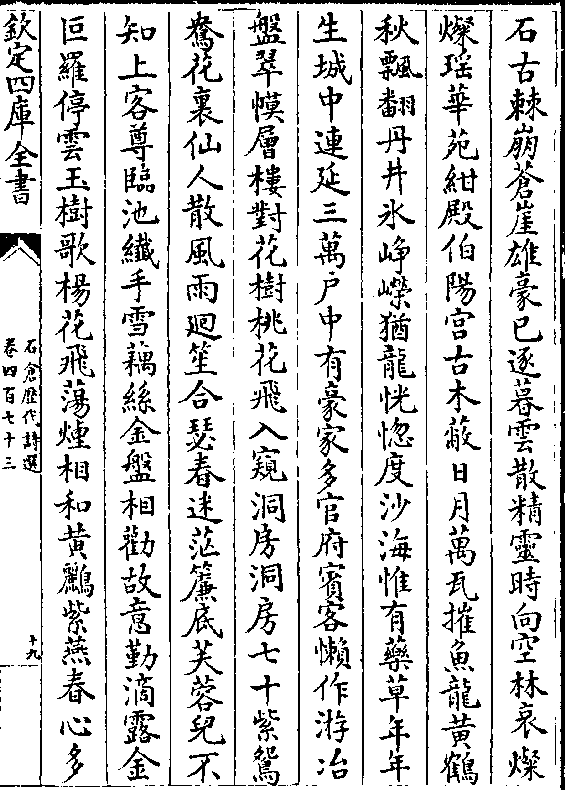 石古棘崩蒼崖雄豪已逐暮雲散精靈時向空林哀燦
燦瑶華苑紺殿伯陽宫古木蔽日月萬瓦摧魚龍黄鶴
秋飄翻丹井氷崢嶸猶龍恍惚度沙海惟有藥草年年
生城中連延三萬户中有豪家多官府賓客懶作游冶
盤翠幙層樓對花樹桃花飛入窺洞房洞房七十紫鴛
鴦花裏仙人散風雨廻笙合瑟春迷茫簾底芙蓉兒不
知上客尊臨池纖手雪藕絲金盤相勸故意勤滴露金
叵羅停雲玉樹歌楊花飛蕩煙相和黄鸝紫燕春心多
欽定四庫全書
石倉歷代詩選
卷四百七十三
十九